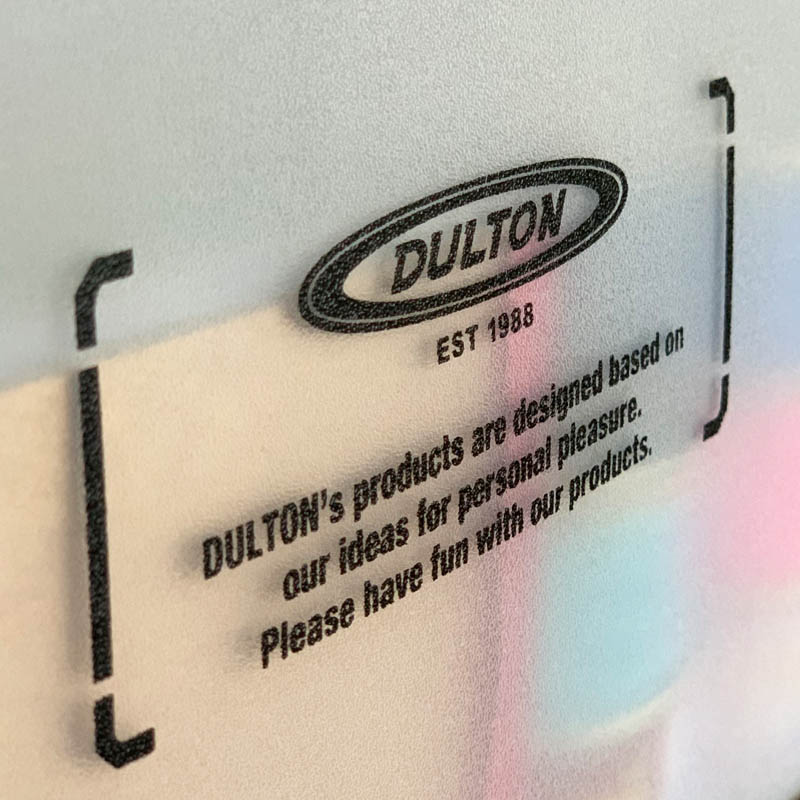 DULTON
EST 1988
DULTON's products are designed based on
our ideas for personal pleasure.
Please have fun with our products.